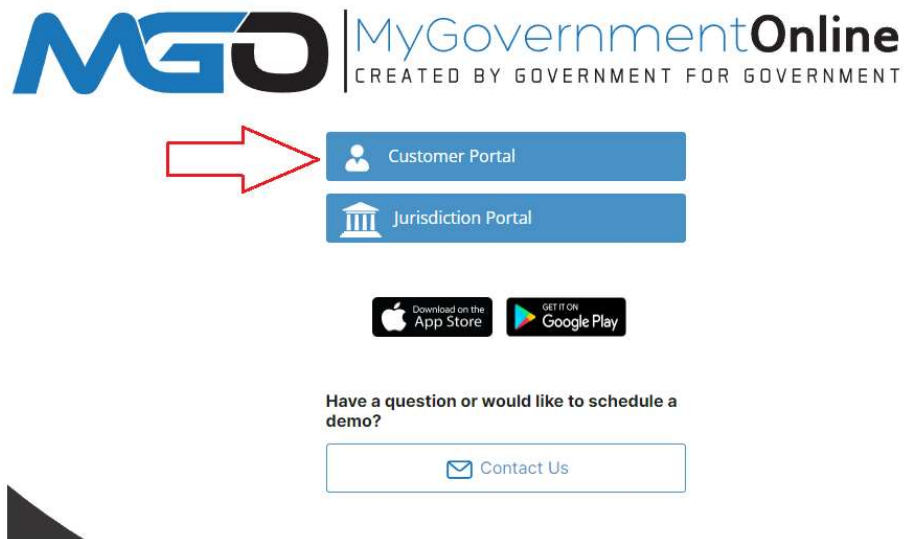 MGO
MyGovernmentOnline
CREATED BY GOVERNMENT FOR GOVERNMENT
Customer Portal
Jurisdiction Portal
Download on the
App Store
GET IT ON
Google Play
Have a question or would like to schedule a
demo?
Contact Us